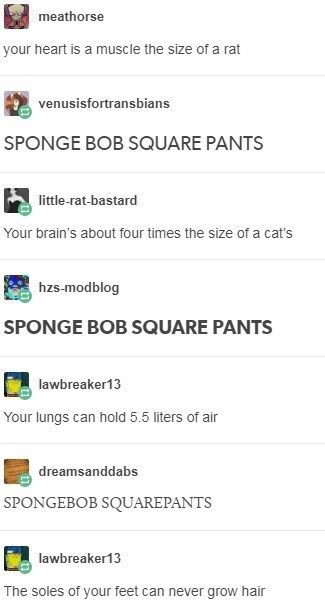 meathorse
your heart is a muscle the size of a rat
venusisfortransbians
SPONGE BOB SQUARE PANTS
little-rat-bastard
Your brain's about four times the size of a cat's
hzs-modblog
SPONGE BOB SQUARE PANTS
lawbreaker13
Your lungs can hold 5.5 liters of air
dreamsanddabs
SPONGEBOB SQUAREPANTS
lawbreaker13
The soles of your feet can never grow hair